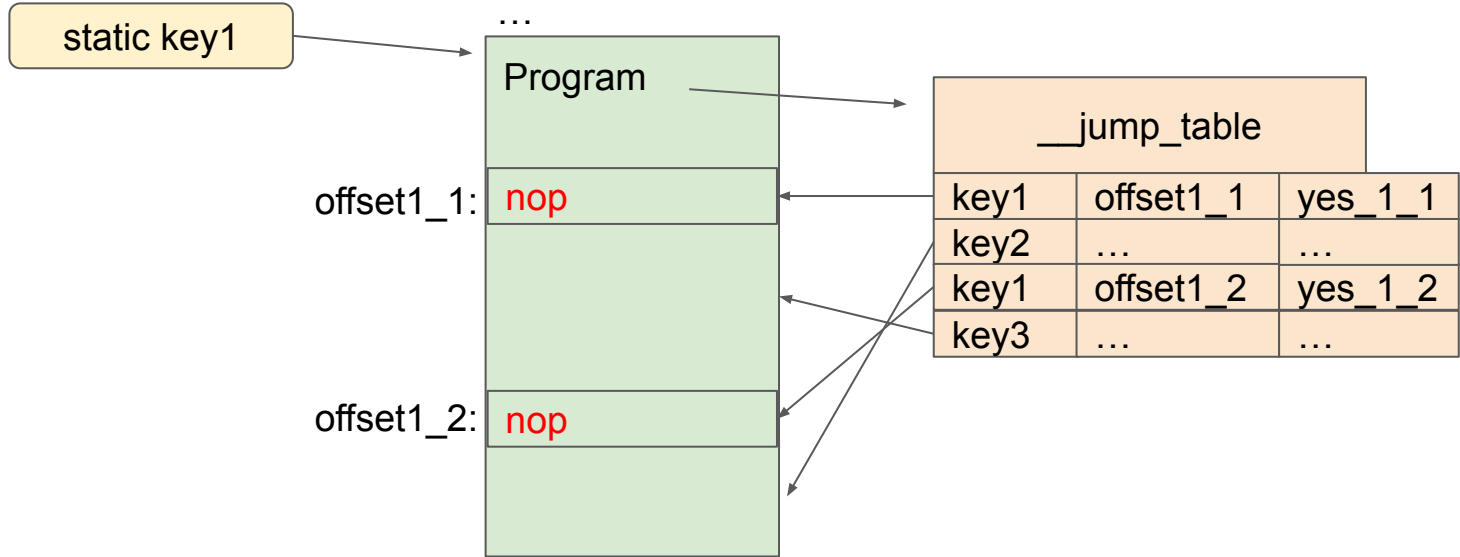 …
static key1
Program
__jump_table
offset1_1:
nop
key1 offset1_1 yes_1_1
key2 … …
key1 offset1_2 yes_1_2
key3 … …
offset1_2:
nop